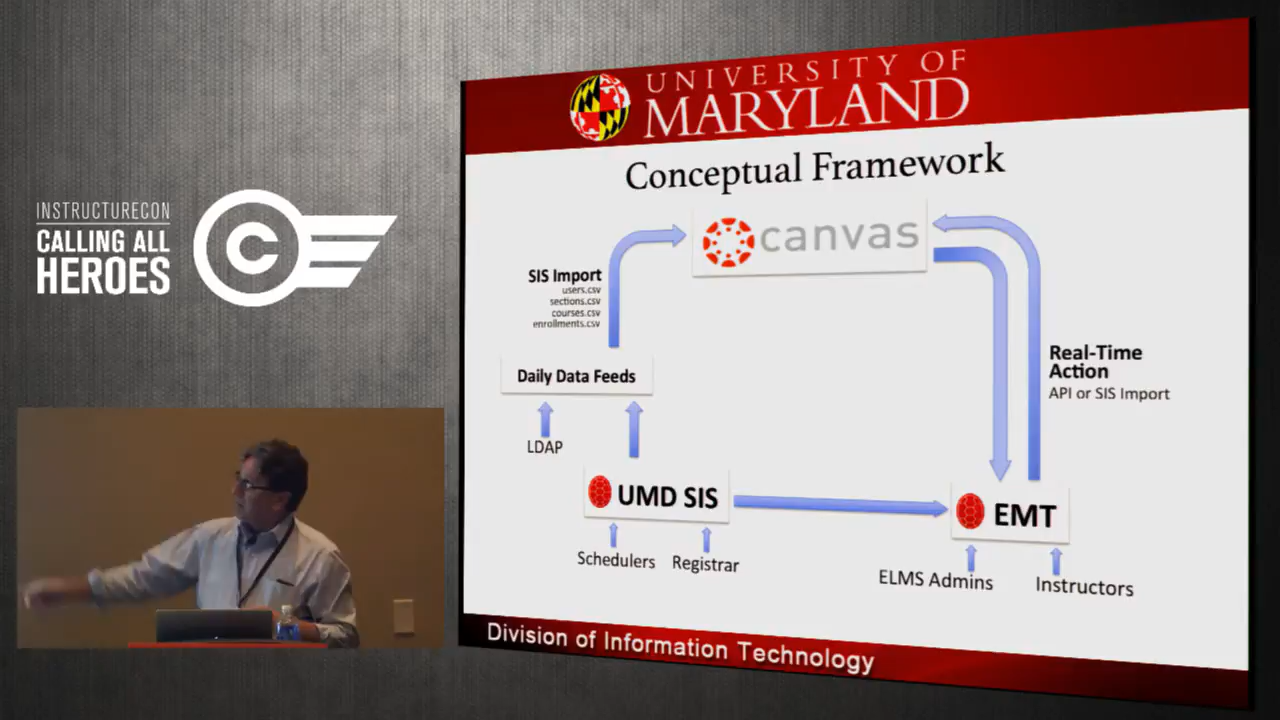 INSTRUCTURECON
CALLING ALL
HEROES
C
UNIVERSITY OF
MARYLAND
Conceptual Framework
canvas
SIS Import
users.csv
sections.csv
courses.csv
enrollments.csv
Daily Data Feeds
LDAP
UMD SIS
Schedulers
Registrar
Real-Time
Action
API or SIS Import
EMT
ELMS Admins
Instructors
Division of Information Technology